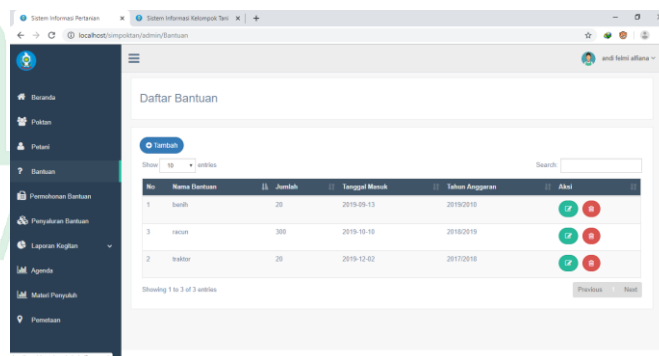 Sistem Informasi Pertanian
Sistem Informasi Kelompok Tani
localhost/simpoktan/admin/Bantuan
andi felmi alfiana
Beranda
Poktan
Petani
Bantuan
Permohonan Bantuan
Penyaluran Bantuan
Laporan Kegitan
Agenda
Materi Penyuluh
Pemetaan
Daftar Bantuan
Tambah
Show 10 entries
Search:
No Nama Bantuan Jumlah Tanggal Masuk Tahun Anggaran Aksi
1 benih 20 2019-09-13 2019/2010
3 racun 300 2019-10-10 2018/2019
2 traktor 20 2019-12-02 2017/2018
Showing 1 to 3 of 3 entries
Previous 1 Next